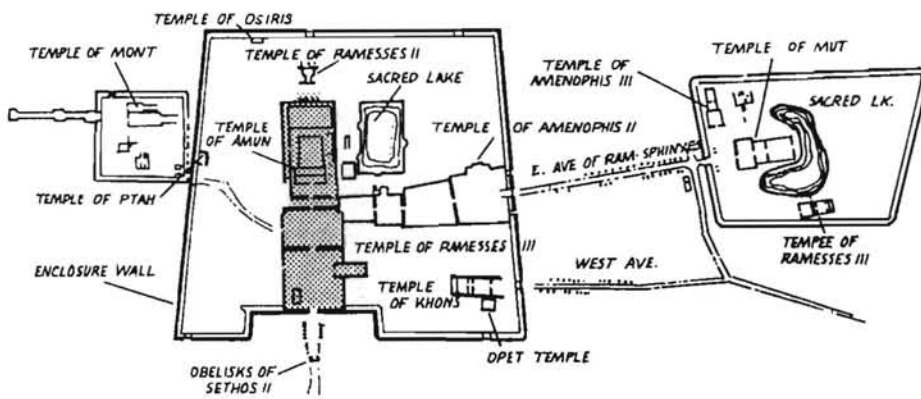 TEMPLE OF OSIRIS
TEMPLE OF MONT
TEMPLE OF RAMESSES II
SACRED LAKE
TEMPLE
OF AMUN
TEMPLE OF AMENOPHIS II
TEMPLE OF PTAH
ENCLOSURE WALL
TEMPLE OF RAMESSES III
TEMPLE
OF KHONS
OPET TEMPLE
OBELISKS OF
SETHOS II
E. AVE OF RAM-SPHINX
WEST AVE.
TEMPLE OF
AMENOPHIS III
TEMPLE OF MUT
SACRED LK.
TEMPEE OF
RAMESSES III